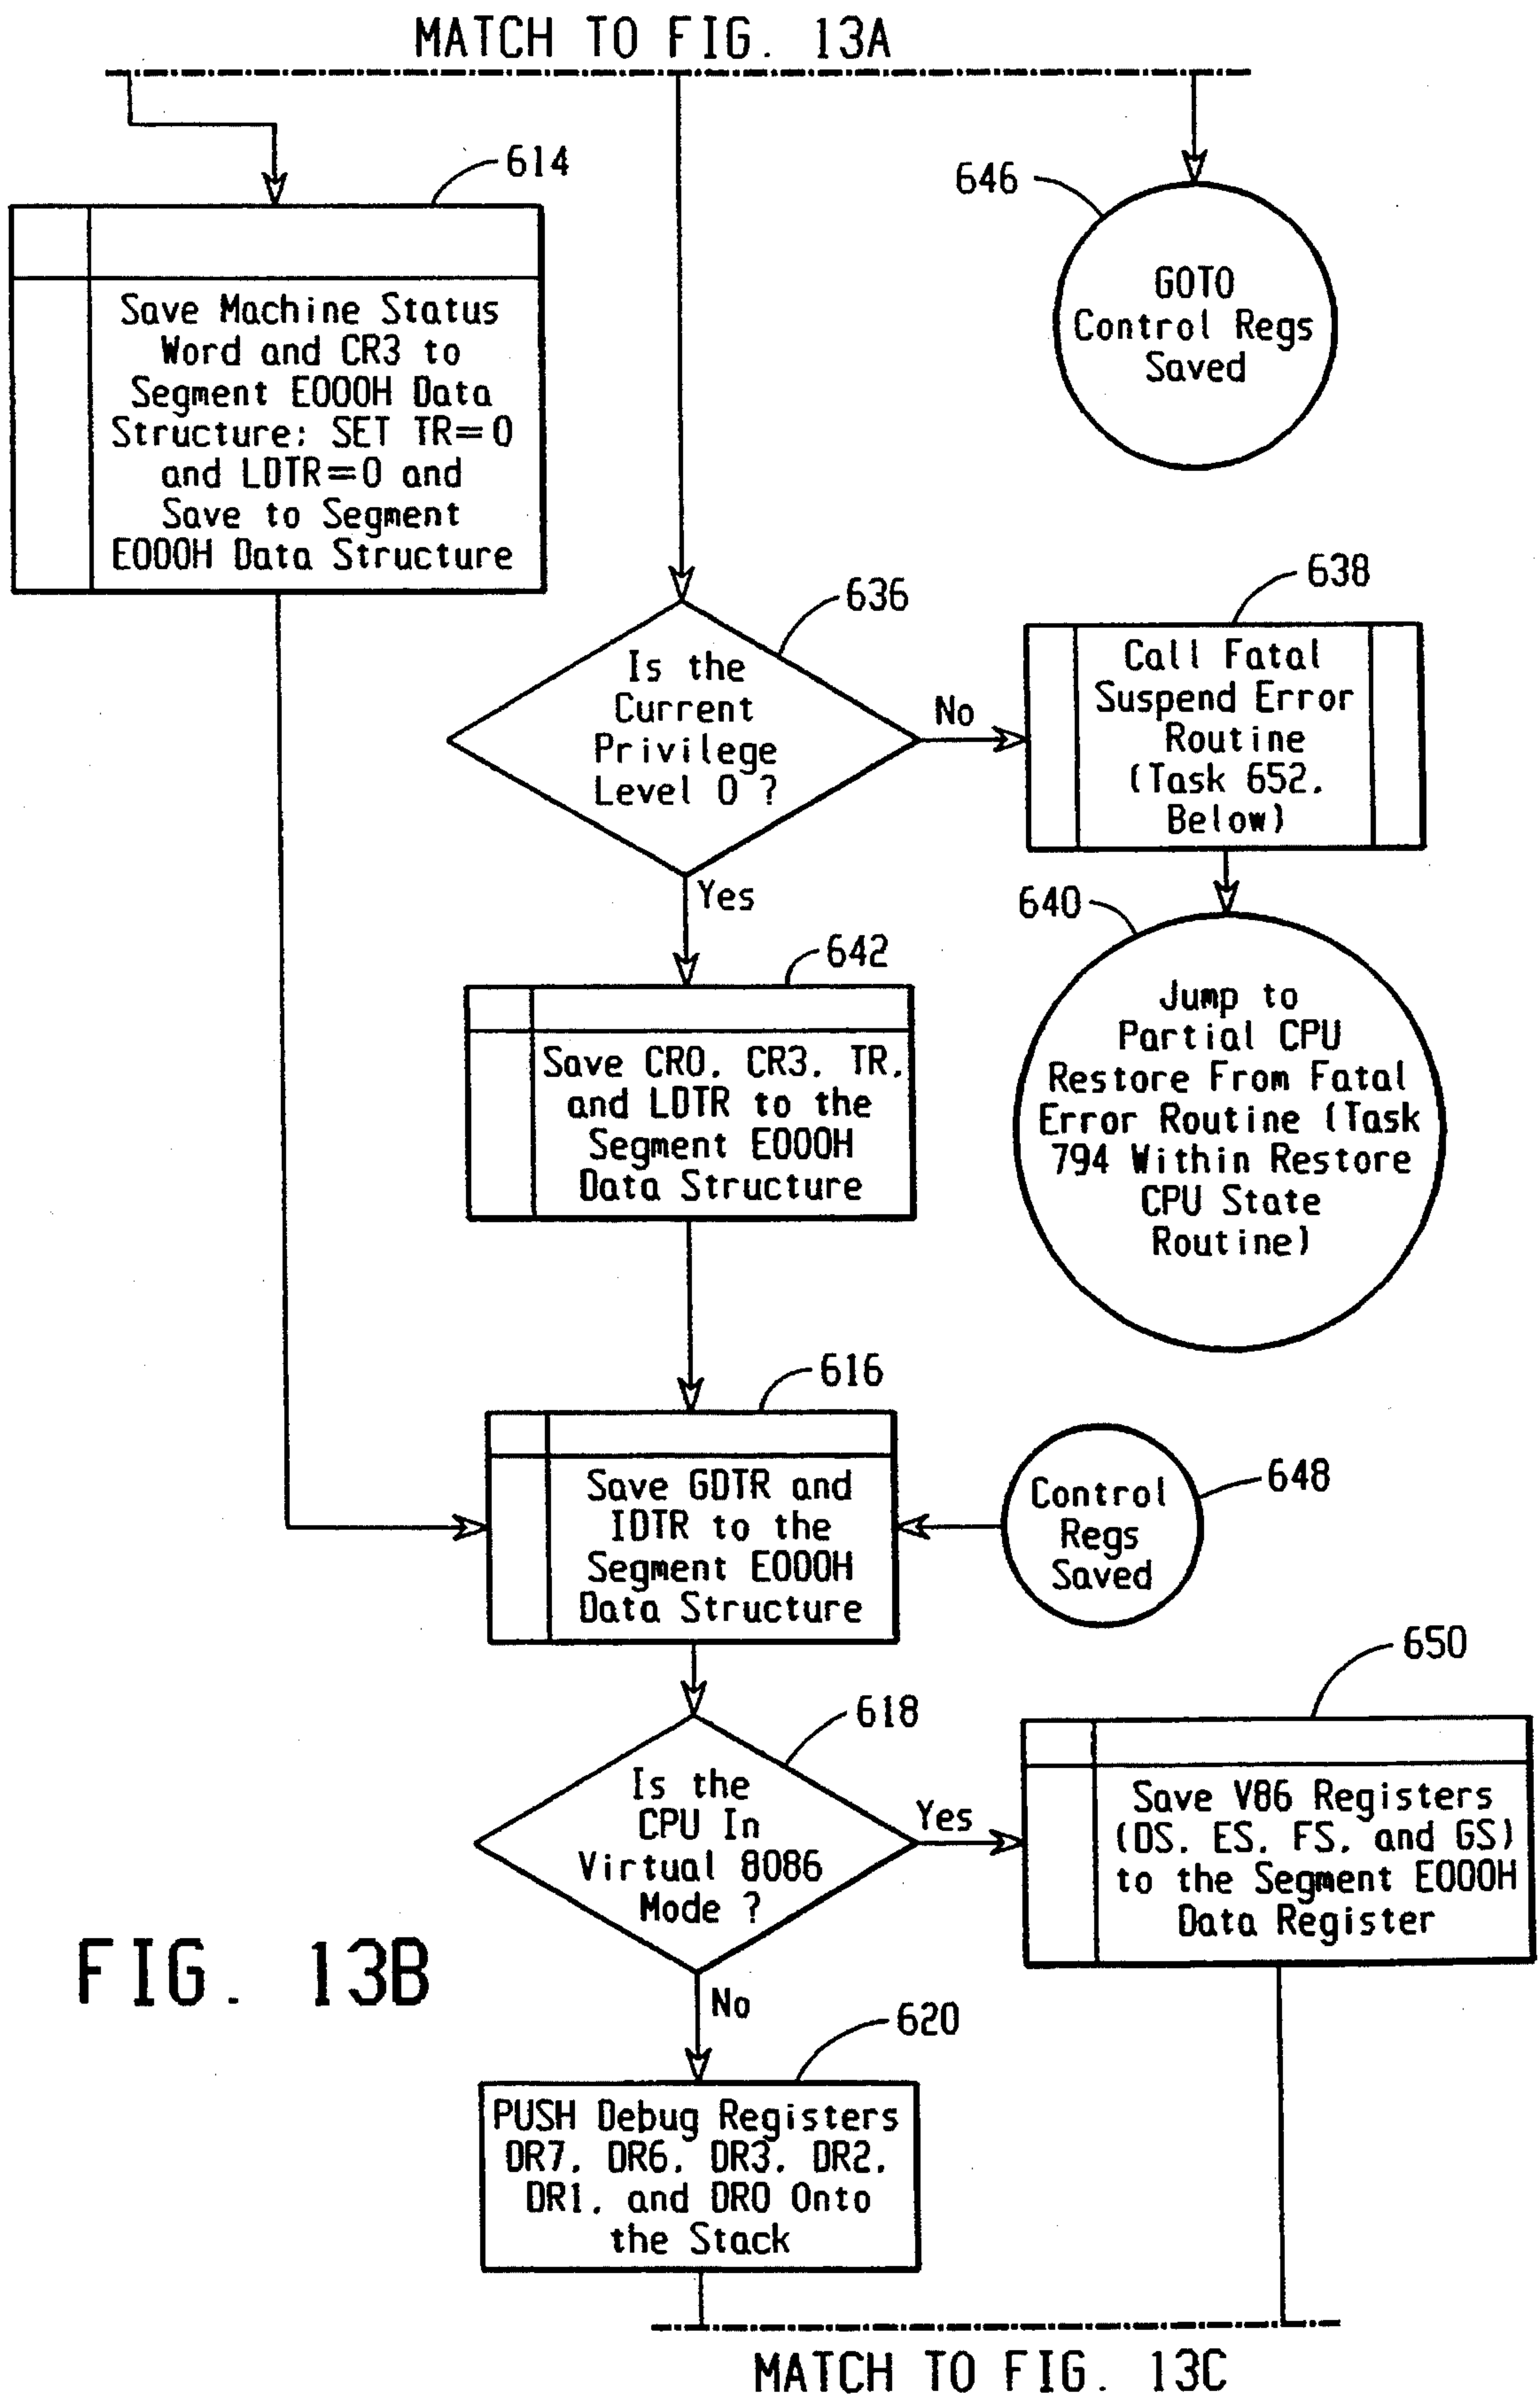 MATCH TO FIG. 13A
614
Save Machine Status
Word and CR3 to
Segment E000H Data
Structure; SET TR=0
and LDTR=0 and
Save to Segment
E000H Data Structure
646
GOTO
Control Regs
Saved
636
Is the
Current
Privilege
Level 0 ?
No
Yes
638
Call Fatal
Suspend Error
Routine
(Task 652,
Below)
640
Jump to
Partial CPU
Restore From Fatal
Error Routine (Task
794 Within Restore
CPU State
Routine)
642
Save CR0, CR3, TR,
and LDTR to the
Segment E000H
Data Structure
616
Save GDTR and
IDTR to the
Segment E000H
Data Structure
648
Control
Regs
Saved
618
Is the
CPU In
Virtual 8086
Mode ?
Yes
No
650
Save V86 Registers
(DS, ES, FS, and GS)
to the Segment E000H
Data Register
FIG. 13B
620
PUSH Debug Registers
DR7, DR6, DR3, DR2,
DR1, and DR0 Onto
the Stack
MATCH TO FIG. 13C